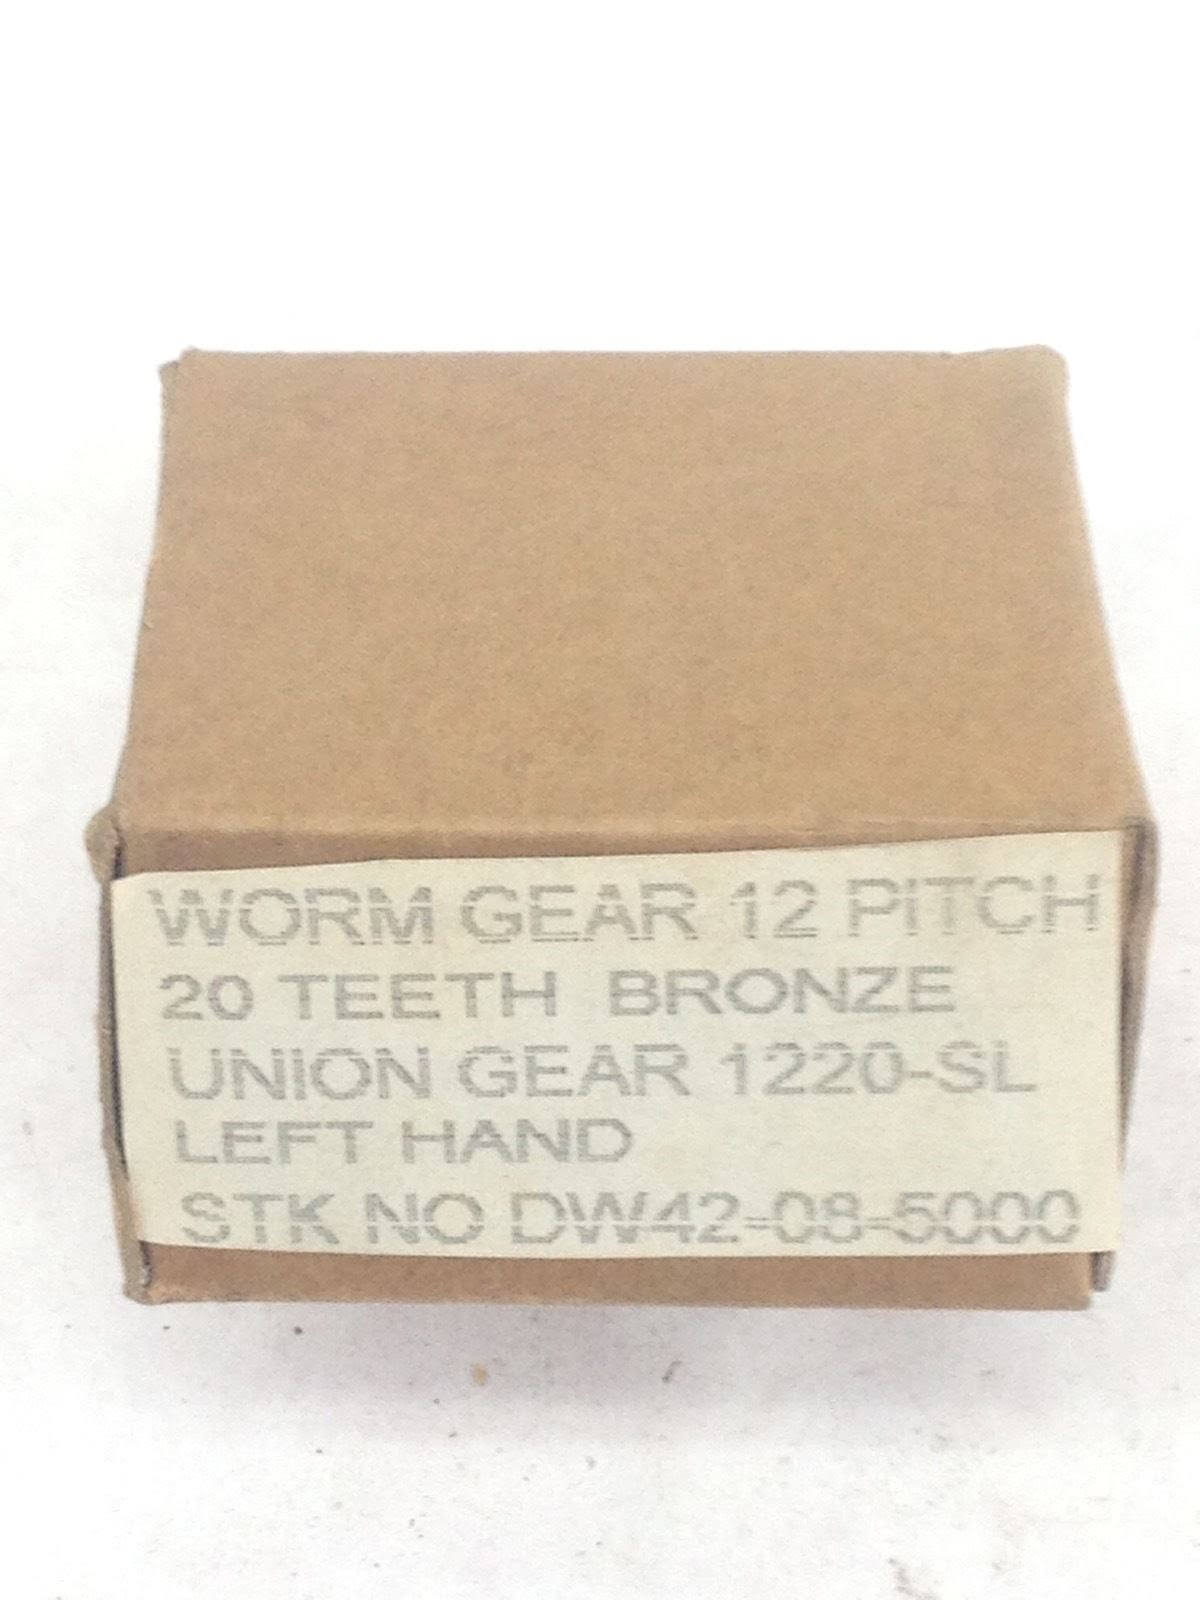 WORM GEAR 12 PITCH
20 TEETH BRONZE
UNION GEAR 1220-SL
LEFT HAND
STK NO DW42-08-5000